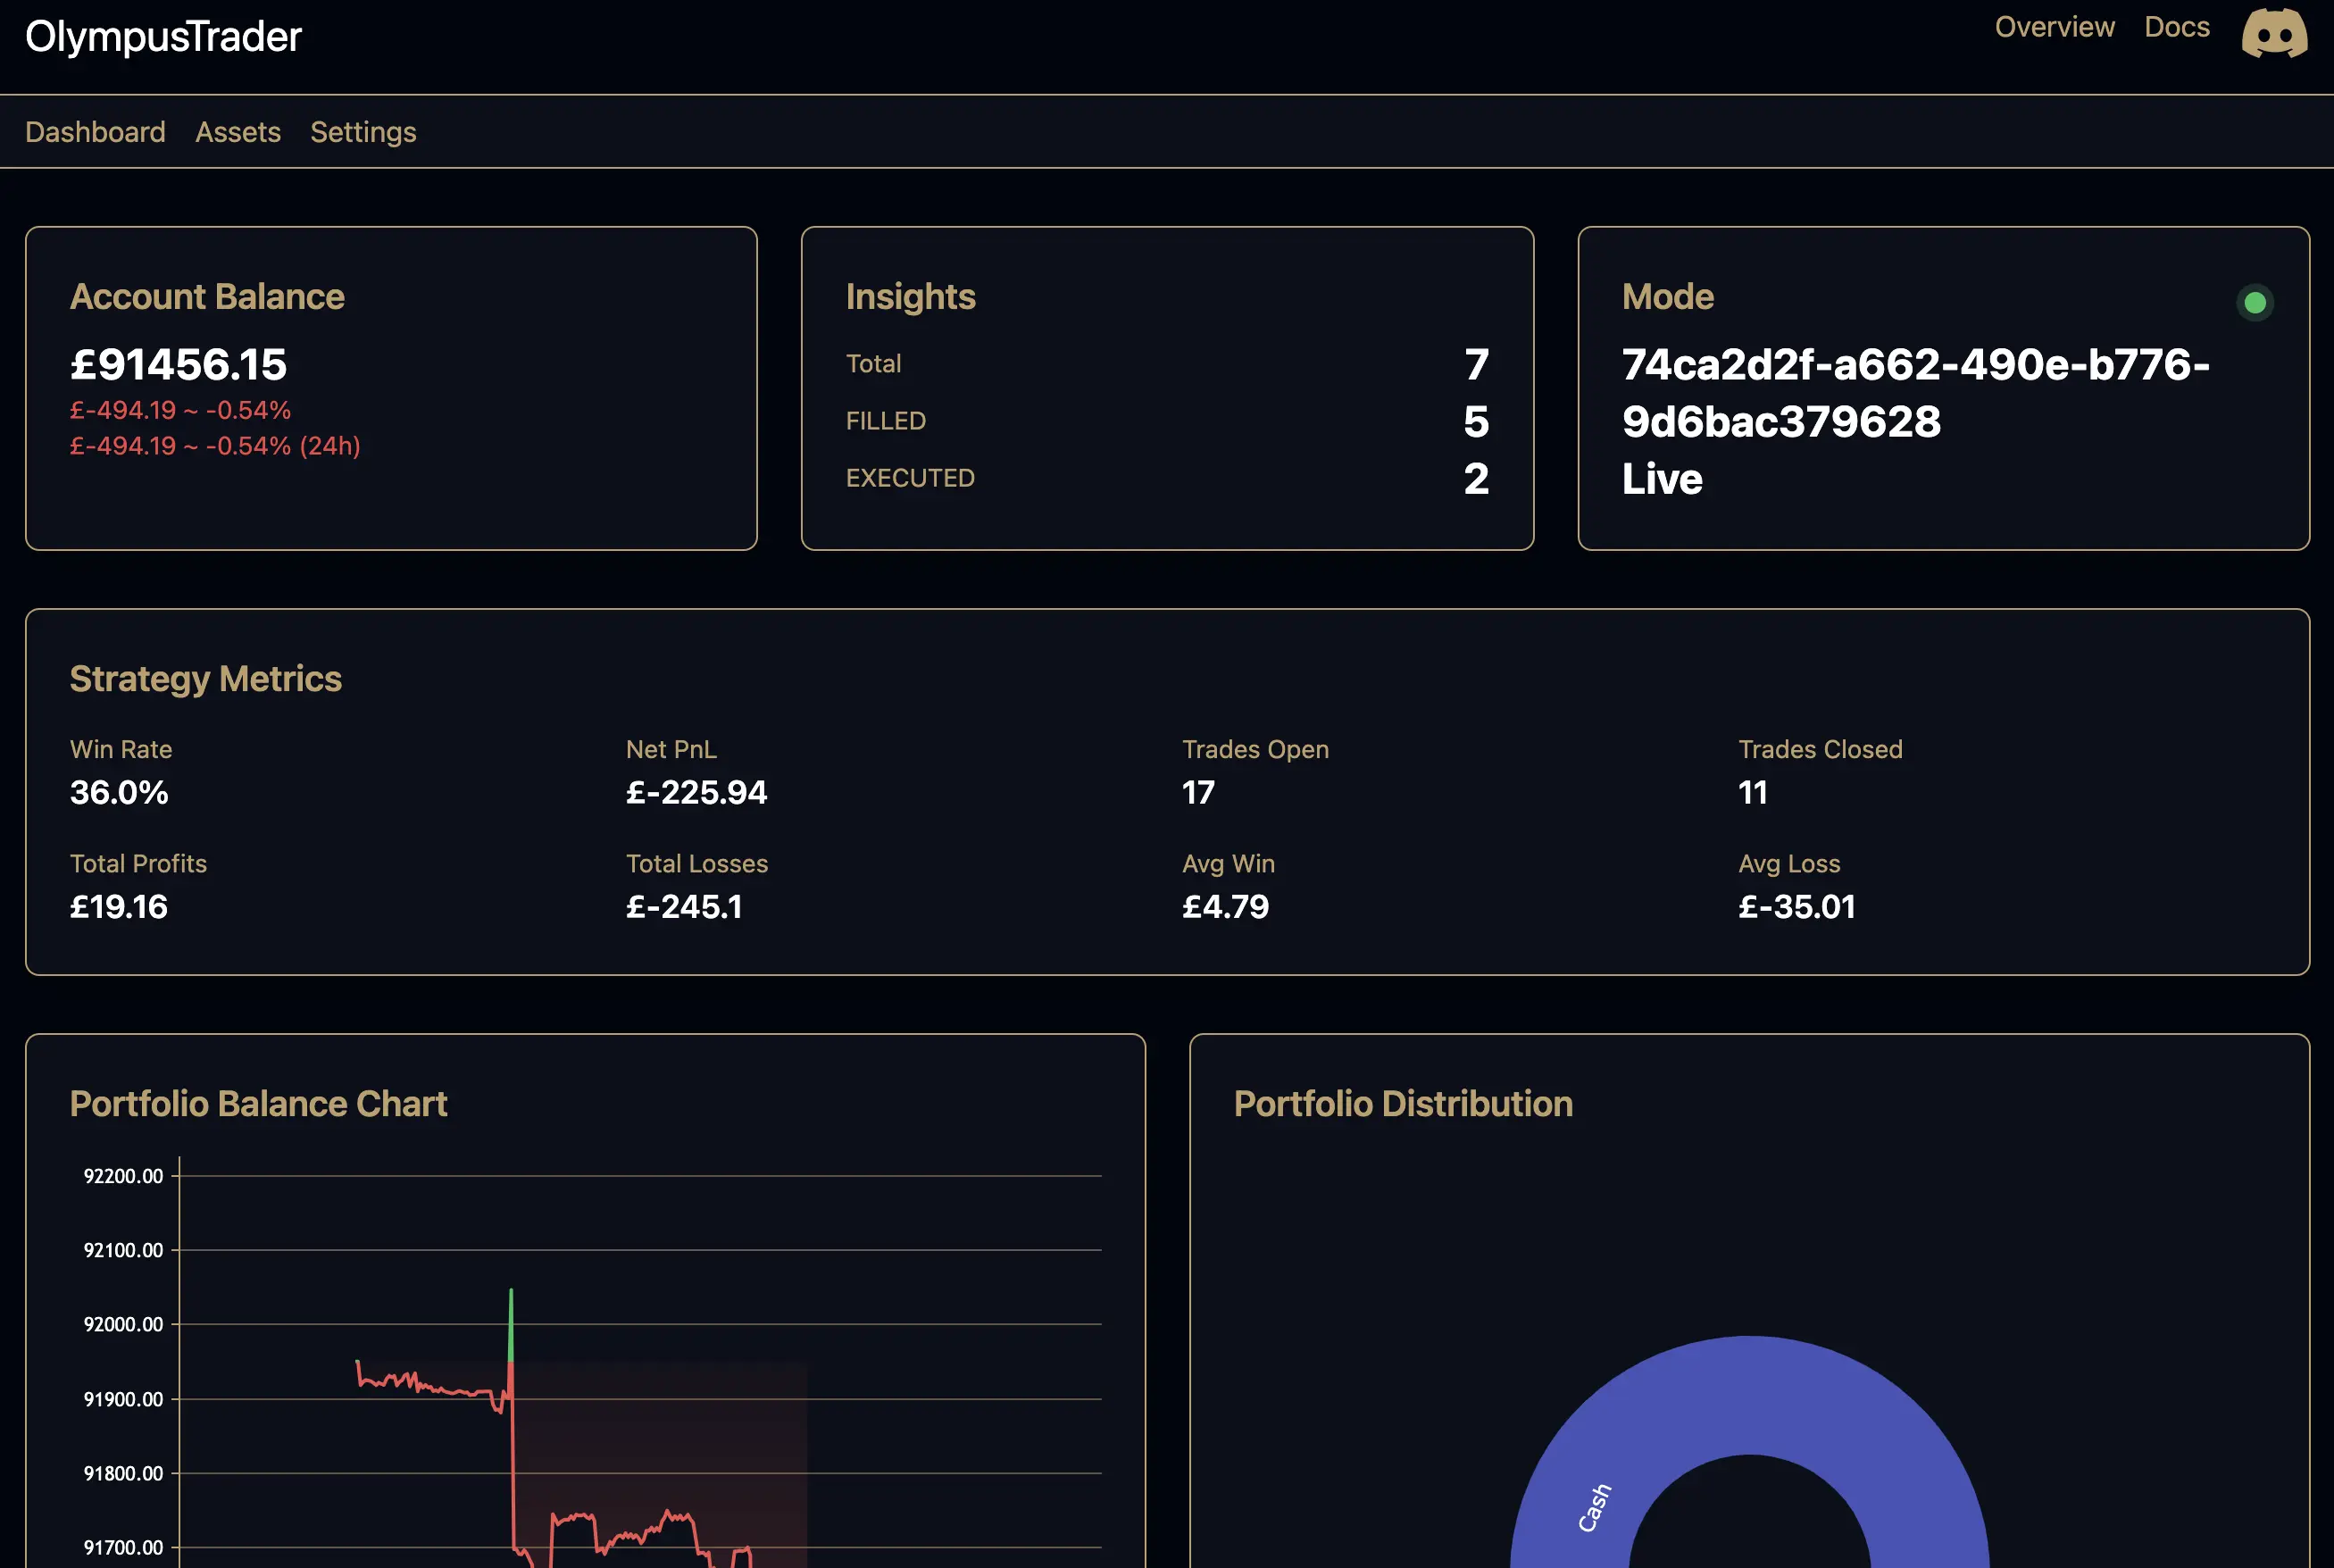 OlympusTrader
Overview
Docs
Dashboard
Assets
Settings
Account Balance
£91456.15
£-494.19 ~ -0.54%
£-494.19 ~ -0.54% (24h)
Insights
Total
7
FILLED
5
EXECUTED
2
Mode
74ca2d2f-a662-490e-b776-
9d6bac379628
Live
Strategy Metrics
Win Rate
36.0%
Net PnL
£-225.94
Trades Open
17
Trades Closed
11
Total Profits
£19.16
Total Losses
£-245.1
Avg Win
£4.79
Avg Loss
£-35.01
Portfolio Balance Chart
92200.00
92100.00
92000.00
91900.00
91800.00
91700.00
Portfolio Distribution
Cash